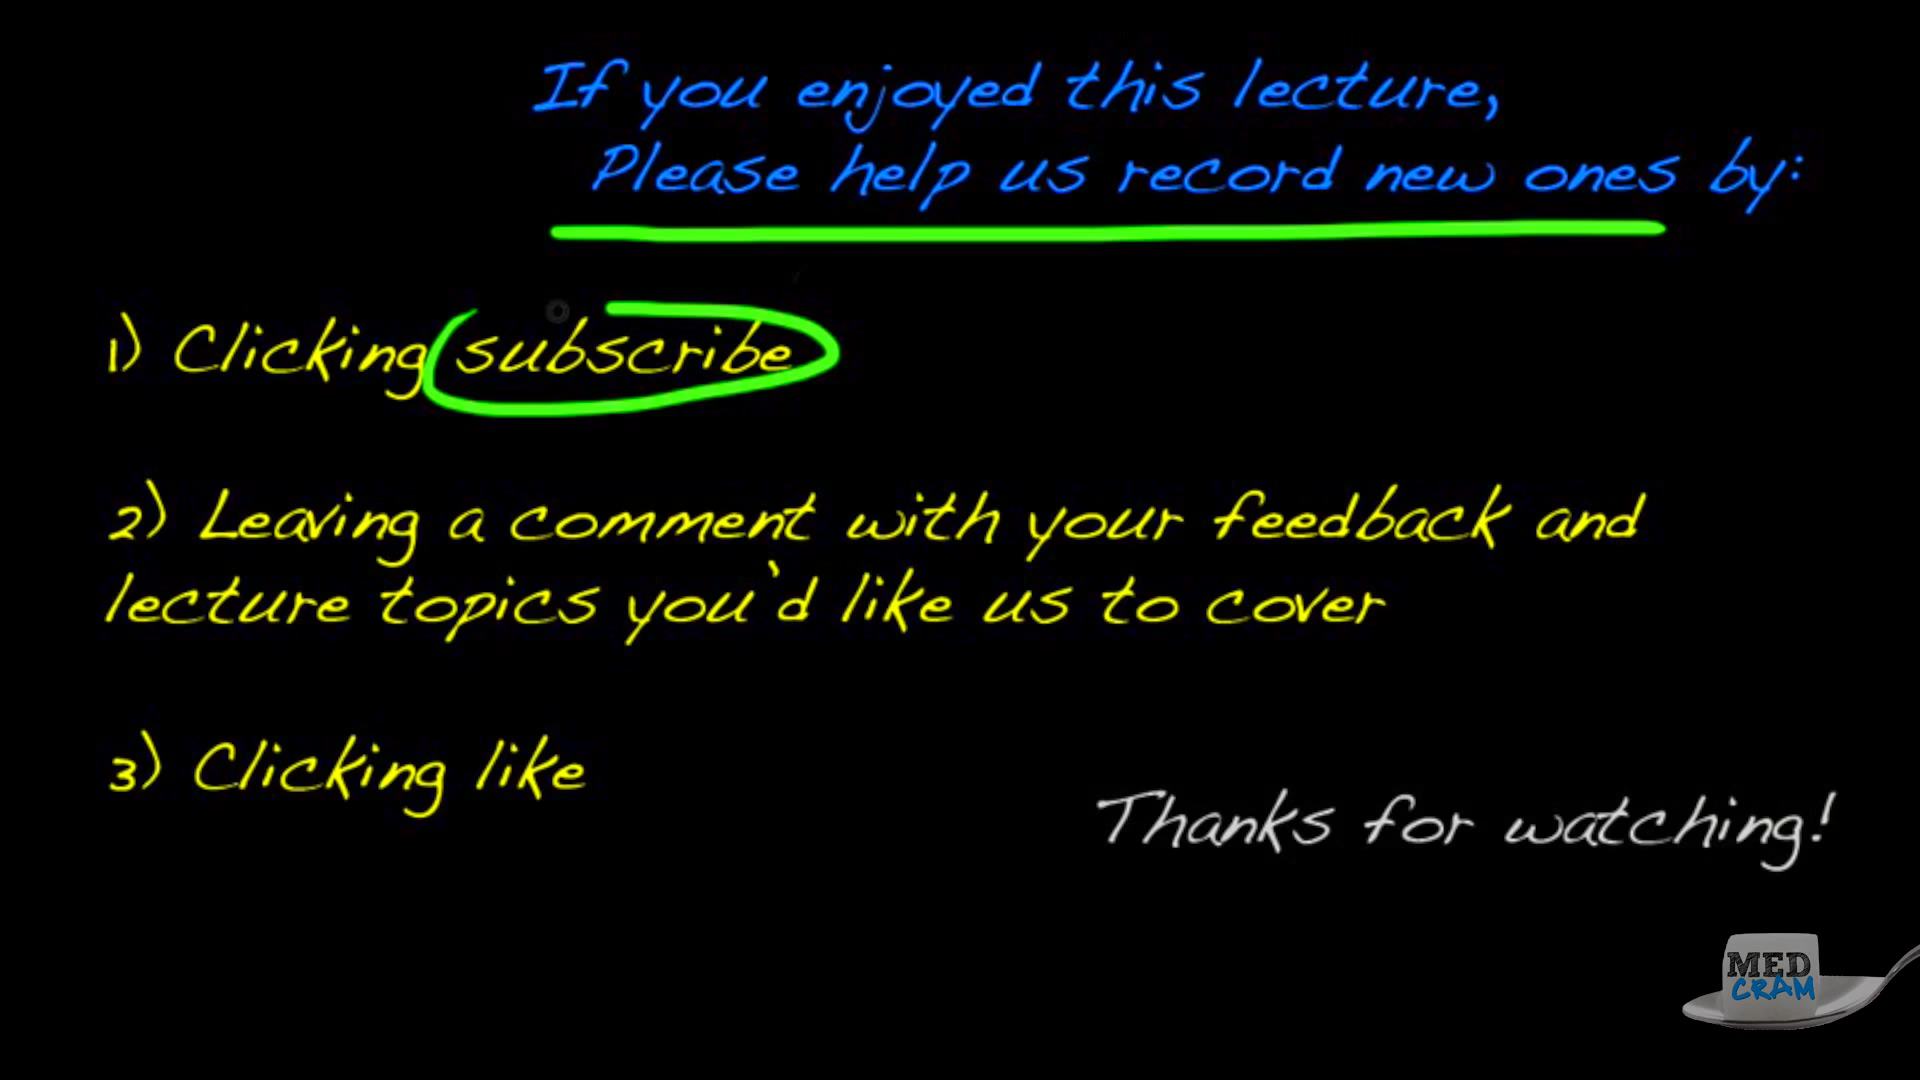 If you enjoyed this lecture,
Please help us record new ones by:
1) Clicking subscribe
2) Leaving a comment with your feedback and
lecture topics you'd like us to cover
3) Clicking like
Thanks for watching!
MED
CRAM